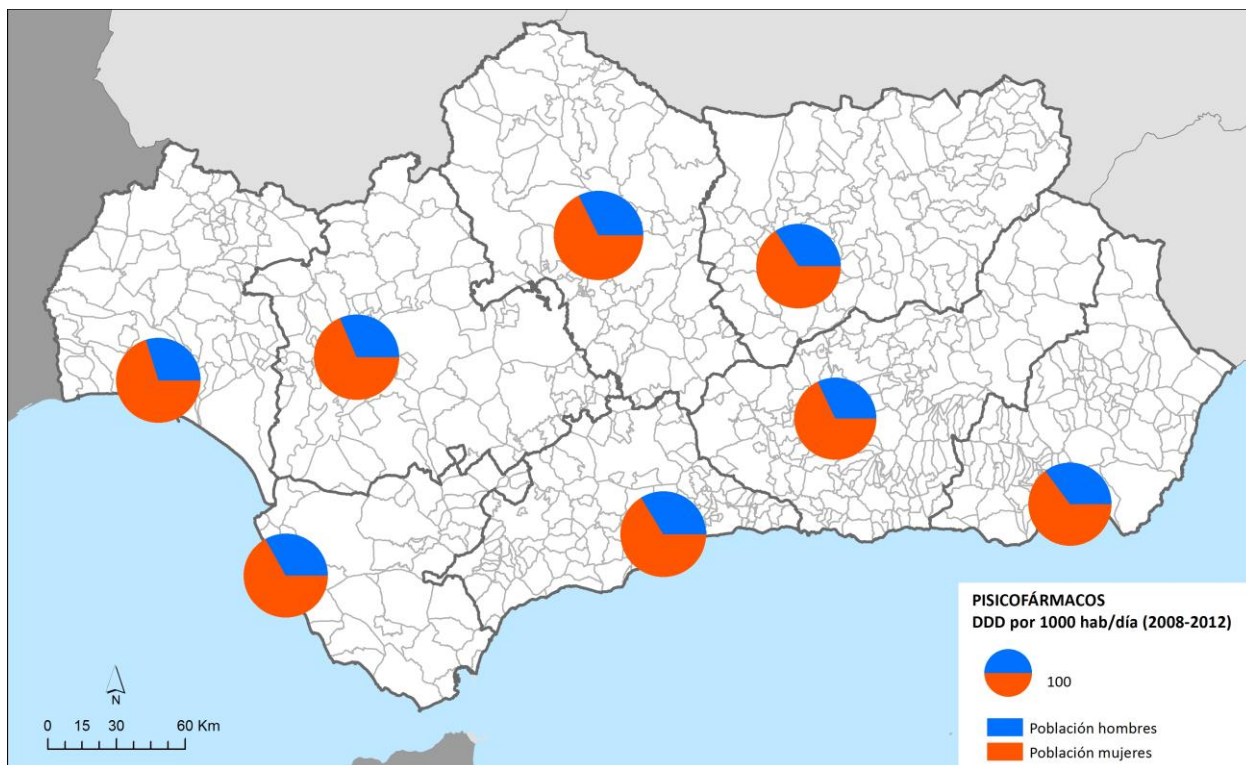 PISICOFÁRMACOS
DDD por 1000 hab/día (2008-2012)
100
Población hombres
Población mujeres
N
0 15 30 60 Km